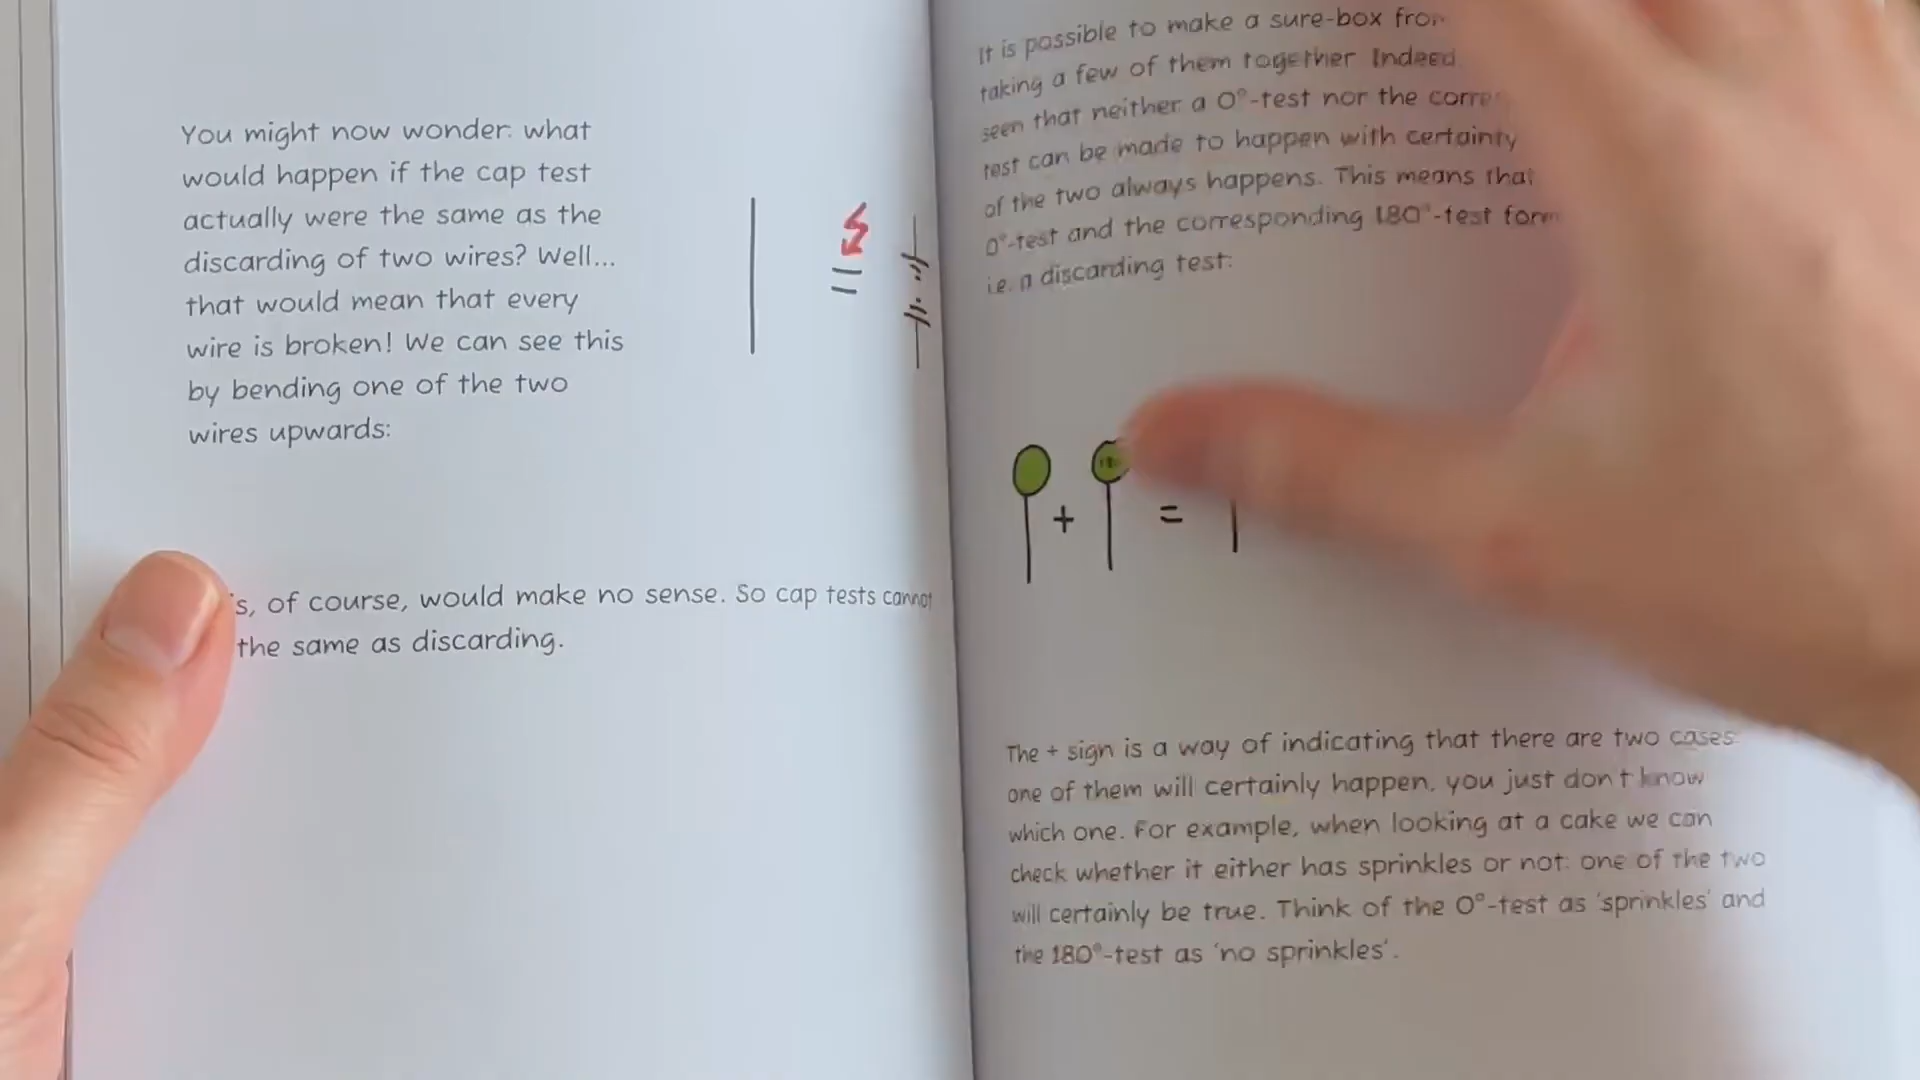 You might now wonder: what
would happen if the cap test
actually were the same as the
discarding of two wires? Well...
that would mean that every
wire is broken! We can see this
by bending one of the two
wires upwards:
=
s, of course, would make no sense. So cap tests cannot
the same as discarding.
It is possible to make a sure-box from
taking a few of them together. Indeed
seen that neither a 0°-test nor the
test can be made to happen with certainty
of the two always happens. This means that
0°-test and the corresponding 180°-test form
i.e. a discarding test:
+ =
The + sign is a way of indicating that there are two cases:
one of them will certainly happen, you just don't know
which one. For example, when looking at a cake we can
check whether it either has sprinkles or not: one of the two
will certainly be true. Think of the 0°-test as 'sprinkles' and
the 180°-test as 'no sprinkles'.